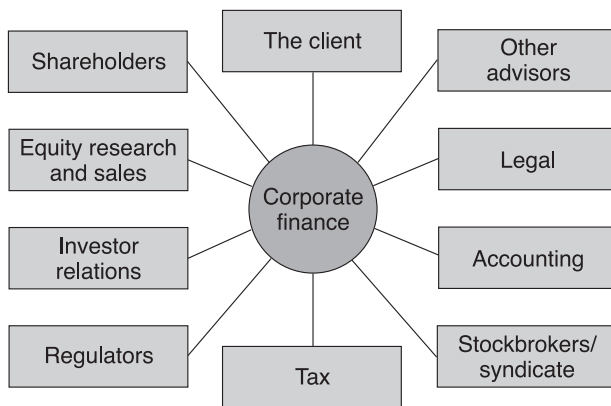 The client
Shareholders
Other
advisors
Equity research
and sales
Legal
Corporate
finance
Investor
relations
Accounting
Regulators
Tax
Stockbrokers/
syndicate